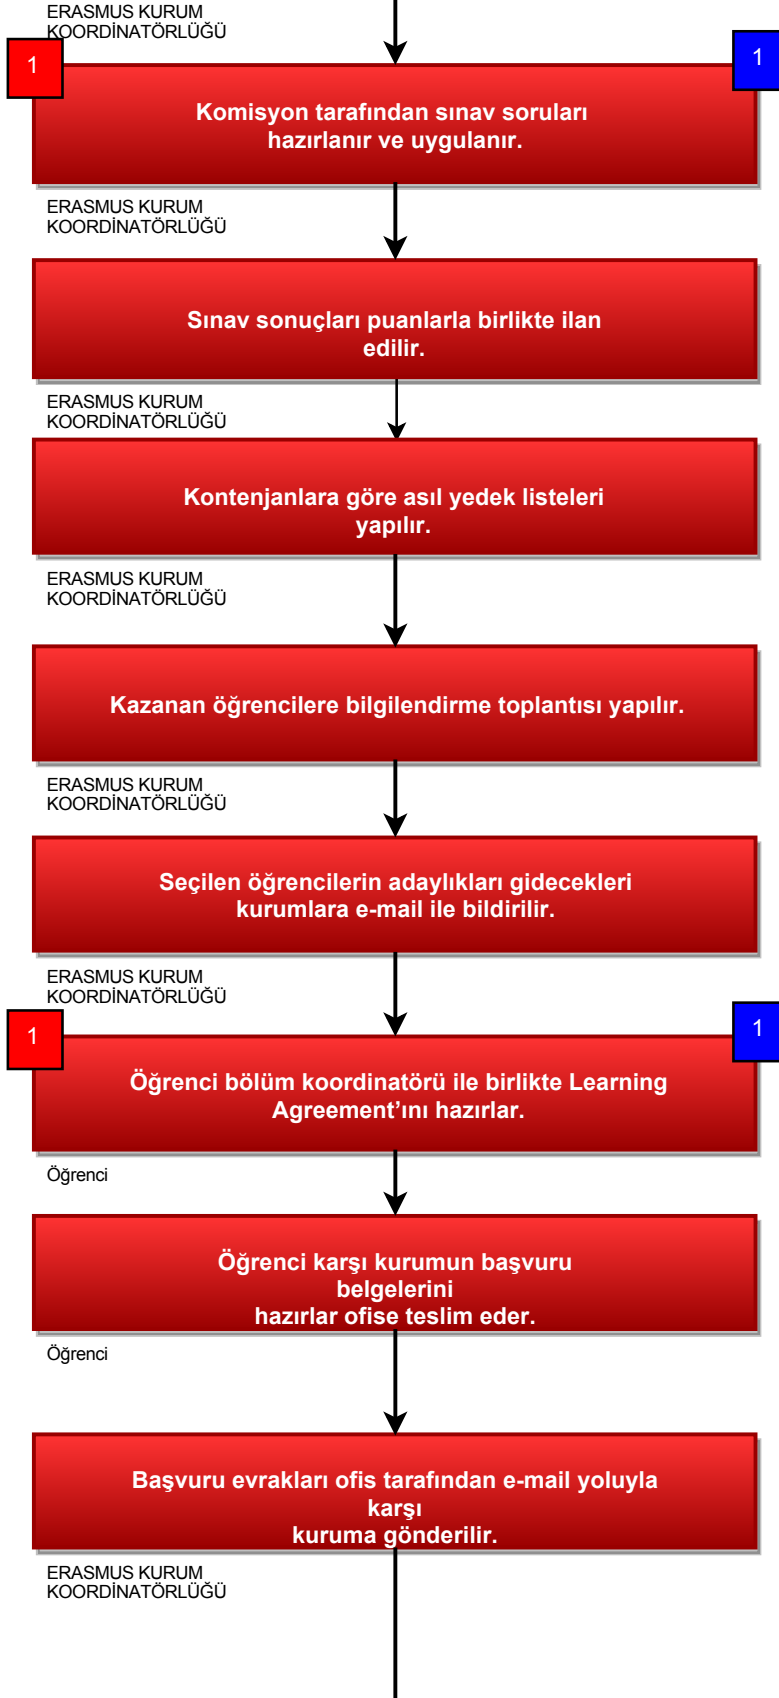 ERASMUS KURUM
KOORDİNATÖRLÜĞÜ
1
1
Komisyon tarafından sınav soruları
hazırlanır ve uygulanır.
ERASMUS KURUM
KOORDİNATÖRLÜĞÜ
Sınav sonuçları puanlarla birlikte ilan
edilir.
ERASMUS KURUM
KOORDİNATÖRLÜĞÜ
Kontenjanlara göre asıl yedek listeleri
yapılır.
ERASMUS KURUM
KOORDİNATÖRLÜĞÜ
Kazanan öğrencilere bilgilendirme toplantısı yapılır.
ERASMUS KURUM
KOORDİNATÖRLÜĞÜ
Seçilen öğrencilerin adaylıkları gidecekleri
kurumlara e-mail ile bildirilir.
ERASMUS KURUM
KOORDİNATÖRLÜĞÜ
1
1
Öğrenci bölüm koordinatörü ile birlikte Learning
Agreement’ını hazırlar.
Öğrenci
Öğrenci karşı kurumun başvuru
belgelerini
hazırlar ofise teslim eder.
Öğrenci
Başvuru evrakları ofis tarafından e-mail yoluyla
karşı
kuruma gönderilir.
ERASMUS KURUM
KOORDİNATÖRLÜĞÜ